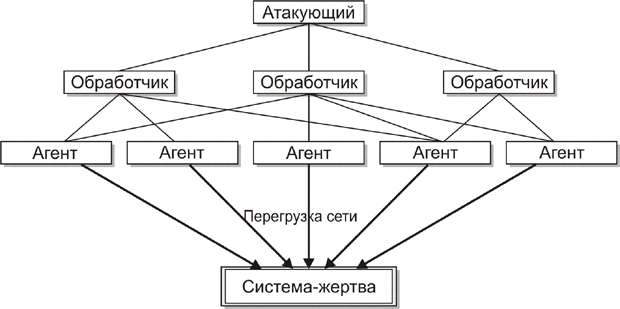 Атакующий
Обработчик Обработчик Обработчик
Агент Агент Агент Агент Агент
Перегрузка сети
Система-жертва